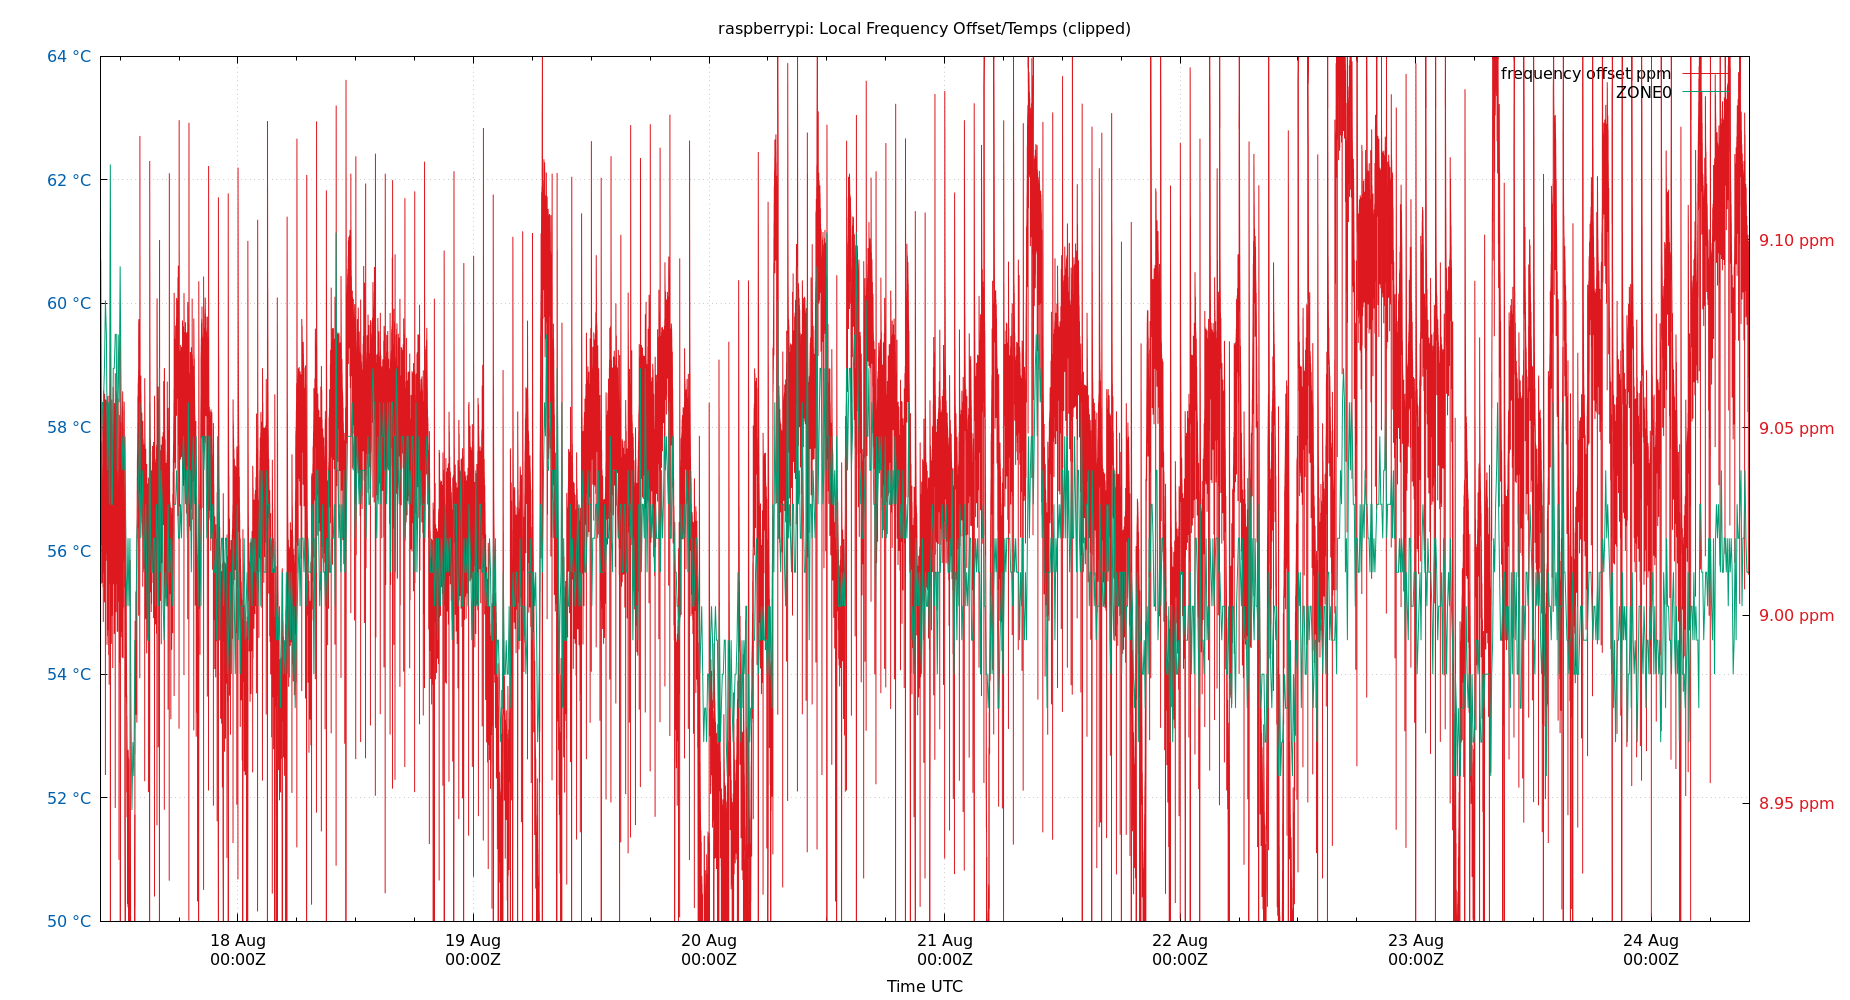 raspberrypi: Local Frequency Offset/Temps (clipped)
64 °C
62 °C
60 °C
58 °C
56 °C
54 °C
52 °C
50 °C
frequency offset ppm
ZONE0
9.10 ppm
9.05 ppm
9.00 ppm
8.95 ppm
18 Aug 19 Aug 20 Aug 21 Aug 22 Aug 23 Aug 24 Aug
00:00Z 00:00Z 00:00Z 00:00Z 00:00Z 00:00Z 00:00Z
Time UTC